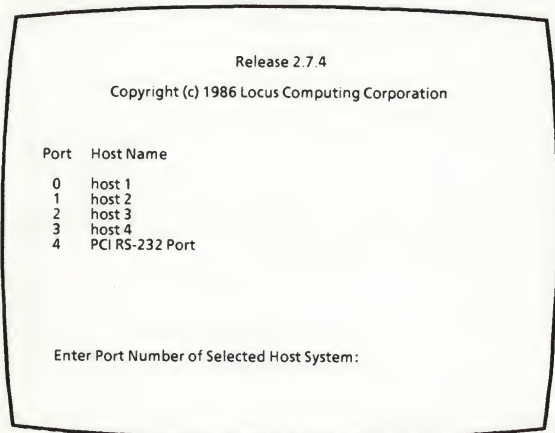 Release 2.7.4
Copyright (c) 1986 Locus Computing Corporation
Port Host Name
0 host 1
1 host 2
2 host 3
3 host 4
4 PCI RS-232 Port
Enter Port Number of Selected Host System: